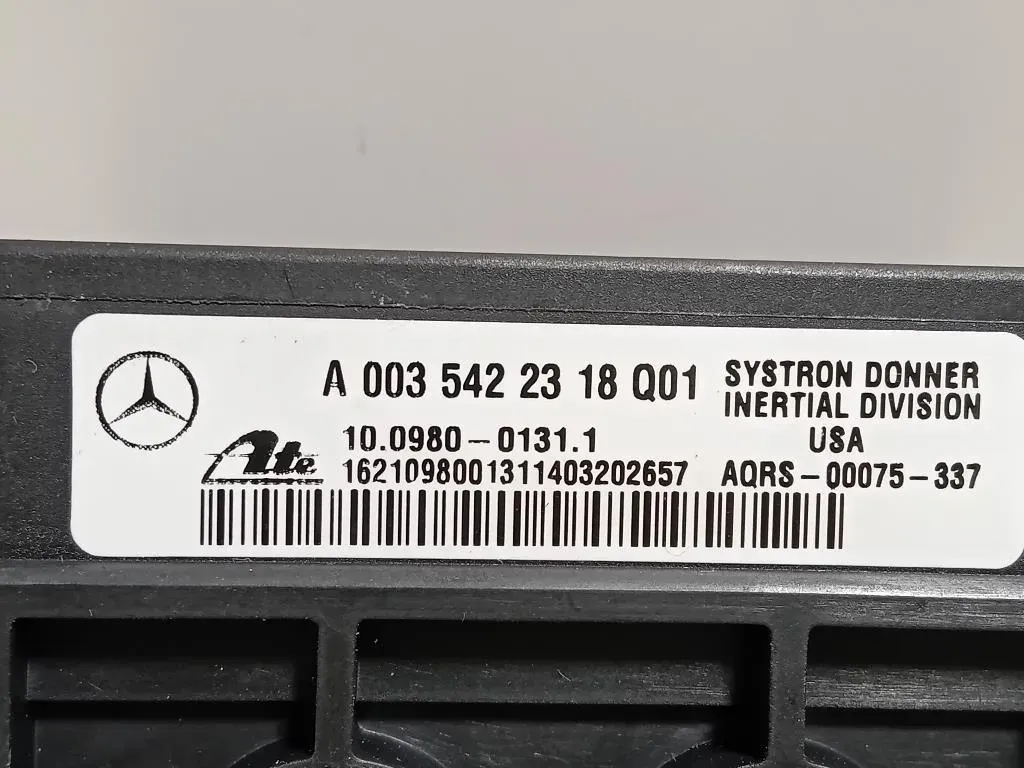 A 003 542 23 18 Q01
SYSTRON DONNER
INERTIAL DIVISION
USA
AQRS-00075-337
Ate
10.0980-0131.1
1621098001311403202657